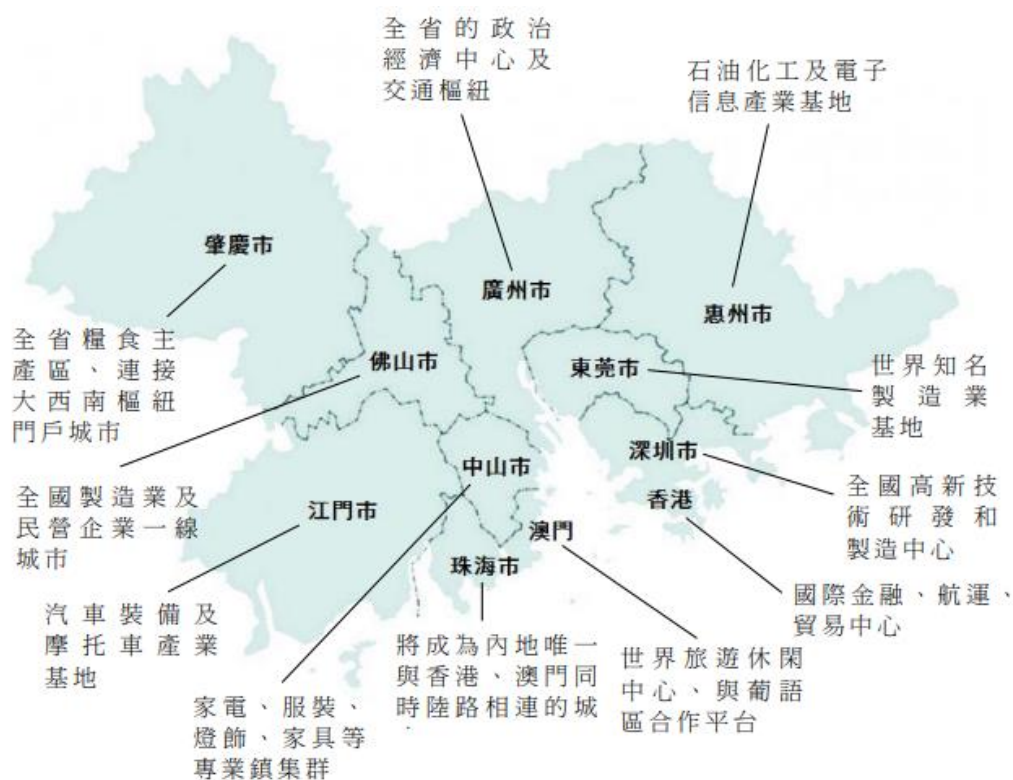 全省的政治
經濟中心及
交通樞紐
石油化工及電子
信息產業基地
肇慶市
廣州市
惠州市
佛山市
東莞市
全省糧食主
產區、連接
大西南樞紐
門戶城市
世界知名
製造業
基地
中山市
深圳市
江門市
香港
澳門
珠海市
全國製造業及
民營企業一線
城市
全國高新技
術研發和
製造中心
國際金融、航運、
貿易中心
汽車裝備及
摩托車產業
基地
將成為內地唯一
與香港、澳門同
時陸路相連的城
世界旅遊休閑
中心、與葡語
區合作平台
家電、服裝、
燈飾、家具等
專業鎮集群